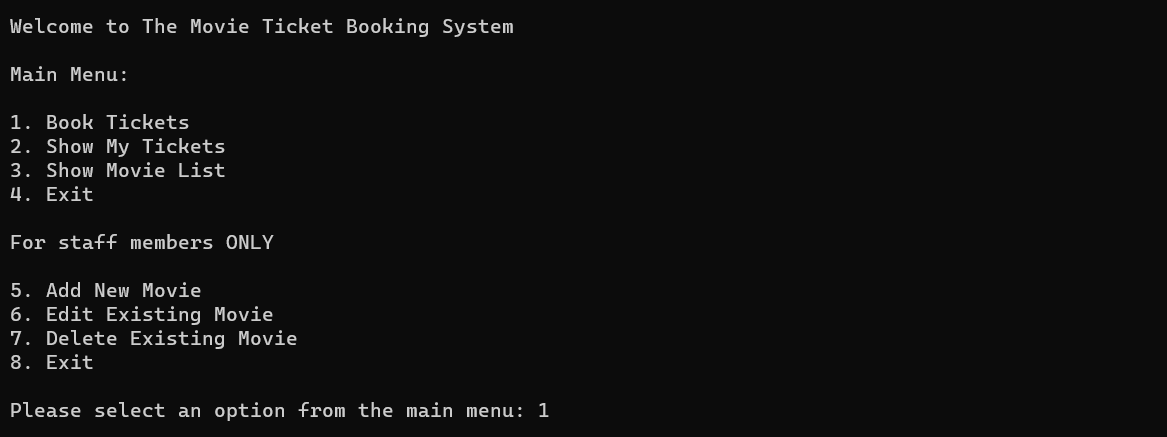 Welcome to The Movie Ticket Booking System
Main Menu:
1. Book Tickets
2. Show My Tickets
3. Show Movie List
4. Exit
For staff members ONLY
5. Add New Movie
6. Edit Existing Movie
7. Delete Existing Movie
8. Exit
Please select an option from the main menu: 1